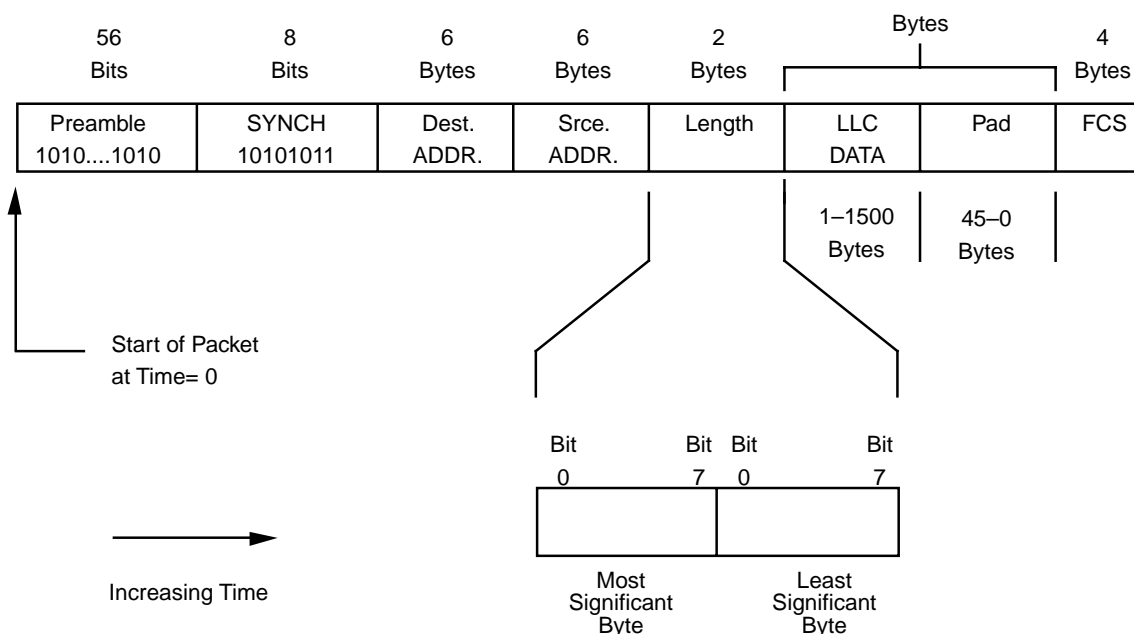 56 8 6 6 2 Bytes 4
Bits Bits Bytes Bytes Bytes Bytes
Preamble SYNCH Dest. Srce. Length LLC Pad FCS
1010....1010 10101011 ADDR. ADDR. DATA
1–1500 45–0
Bytes Bytes
Start of Packet
at Time= 0
Bit Bit Bit Bit
0 7 0 7
Increasing Time
Most Least
Significant Significant
Byte Byte